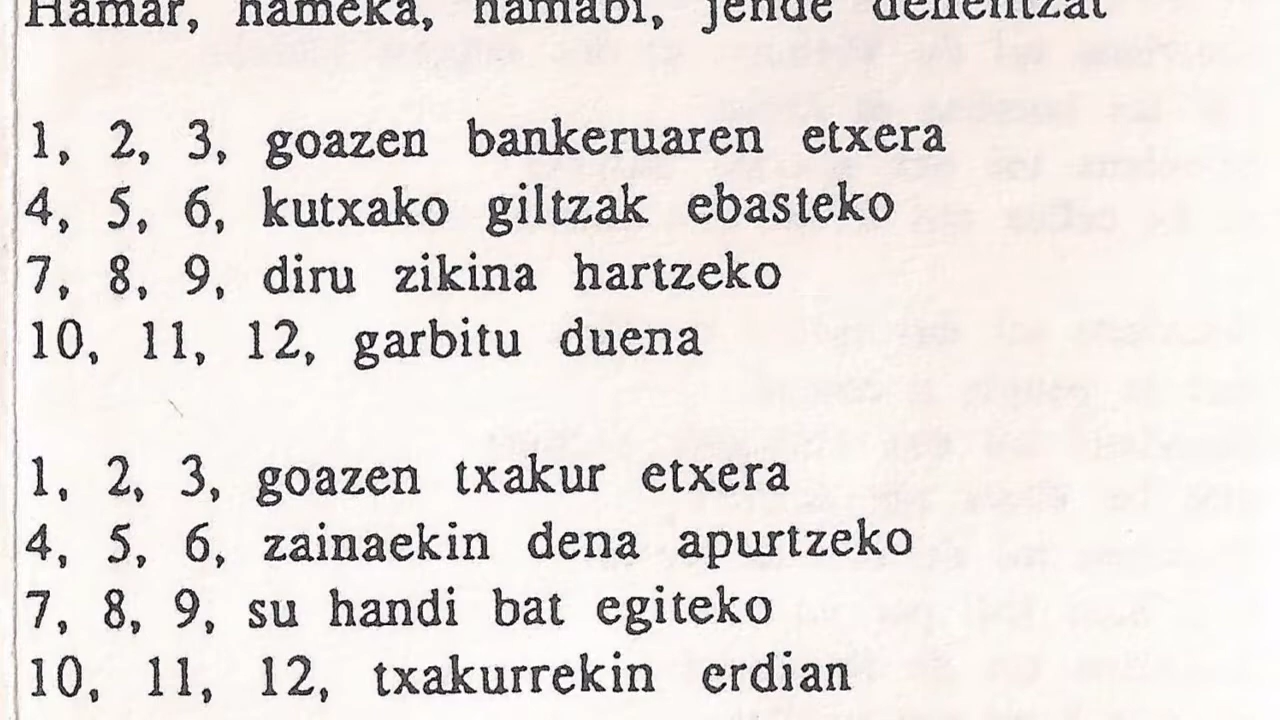 Hamar, hameka, hamabi, jende denentzat
1, 2, 3, goazen bankeruaren etxera
4, 5, 6, kutxako giltzak ebasteko
7, 8, 9, diru zikina hartzeko
10, 11, 12, garbitu duena
1, 2, 3, goazen txakur etxera
4, 5, 6, zainaekin dena apurtzeko
7, 8, 9, su handi bat egiteko
10, 11, 12, txakurrekin erdian